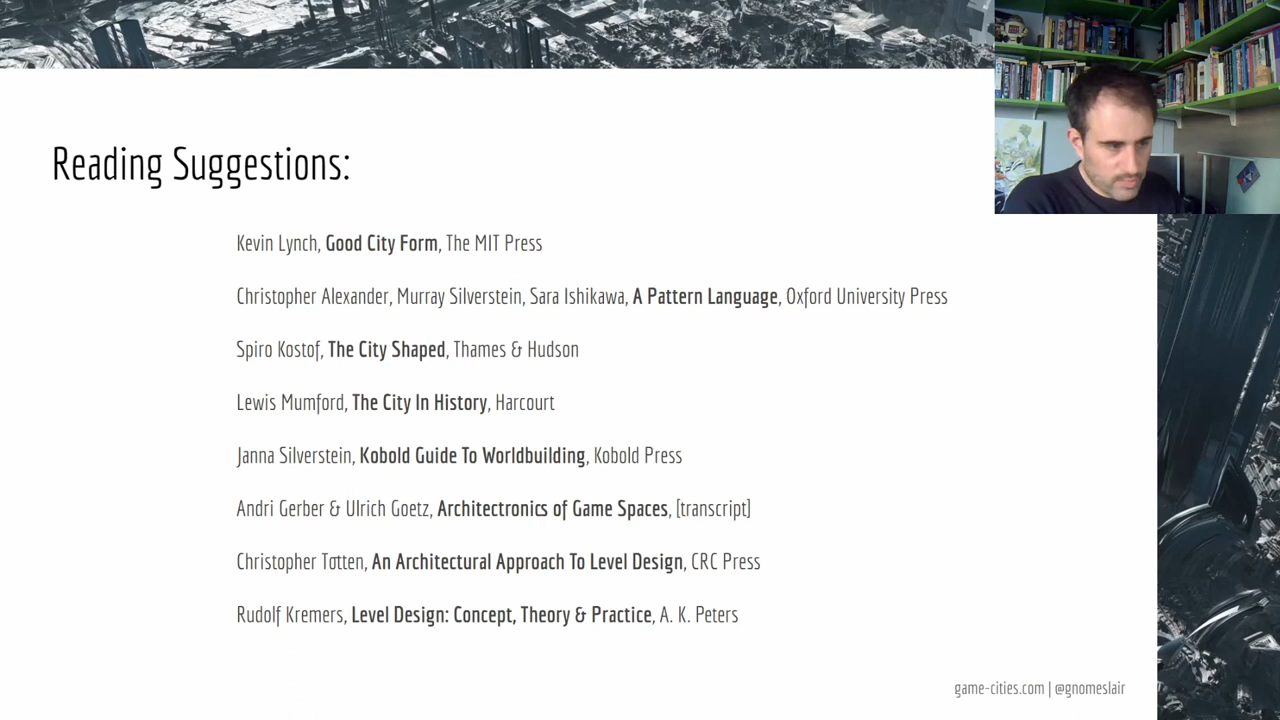 Reading Suggestions:
Kevin Lynch, Good City Form, The MIT Press
Christopher Alexander, Murray Silverstein, Sara Ishikawa, A Pattern Language, Oxford University Press
Spiro Kostof, The City Shaped, Thames & Hudson
Lewis Mumford, The City In History, Harcourt
Janna Silverstein, Kobold Guide To Worldbuilding, Kobold Press
Andri Gerber & Ulrich Goetz, Architectronics of Game Spaces, [transcript]
Christopher Totten, An Architectural Approach To Level Design, CRC Press
Rudolf Kremers, Level Design: Concept, Theory & Practice, A. K. Peters
game-cities.com | @gnomeslair